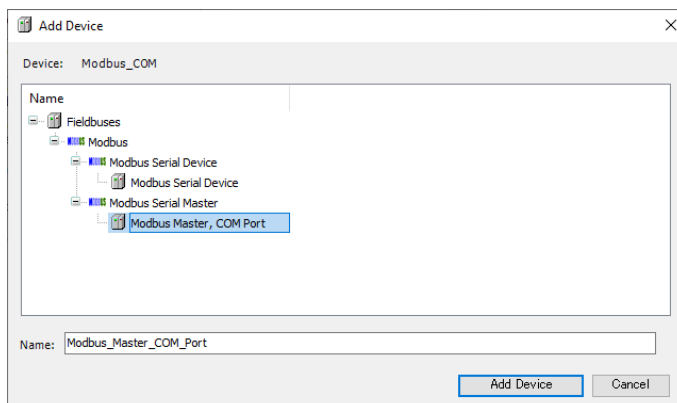 Add Device
Device: Modbus_COM
Name
Fieldbuses
Modbus
Modbus Serial Device
Modbus Serial Device
Modbus Serial Master
Modbus Master, COM Port
Name: Modbus_Master_COM_Port
Add Device Cancel